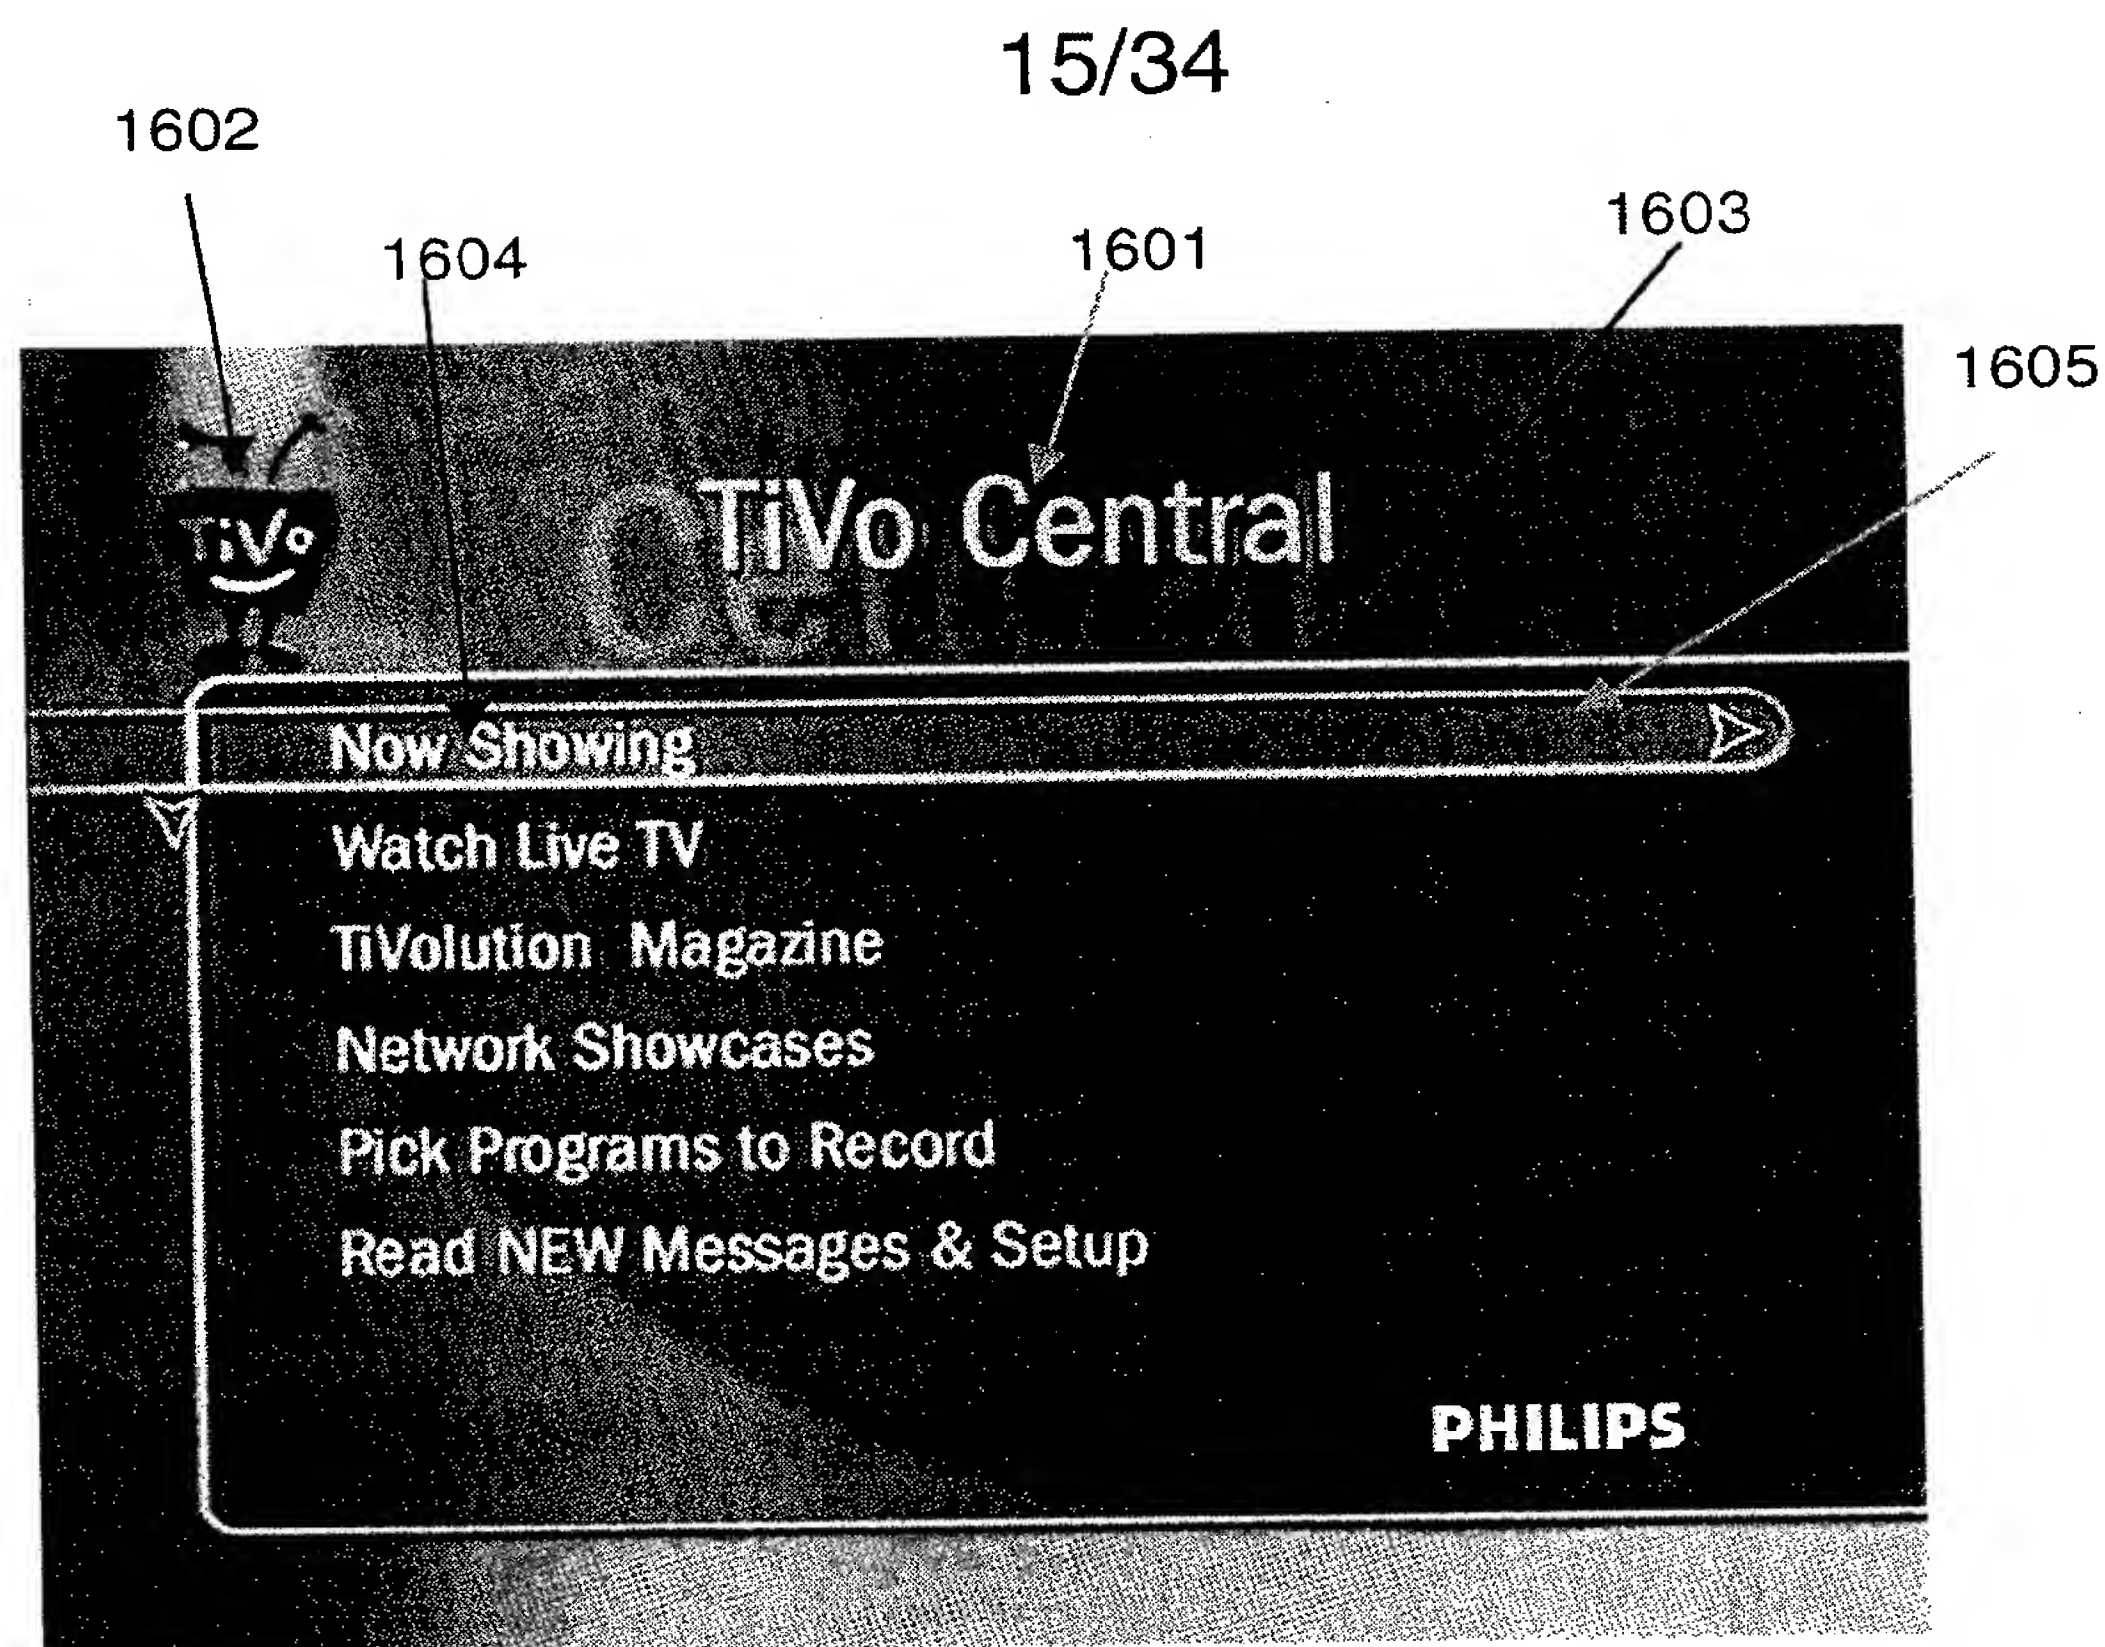 15/34
1602
1604
1601
1603
1605
TiVo Central
TiVo
Now Showing
Watch Live TV
TiVolution Magazine
Network Showcases
Pick Programs to Record
Read NEW Messages & Setup
PHILIPS